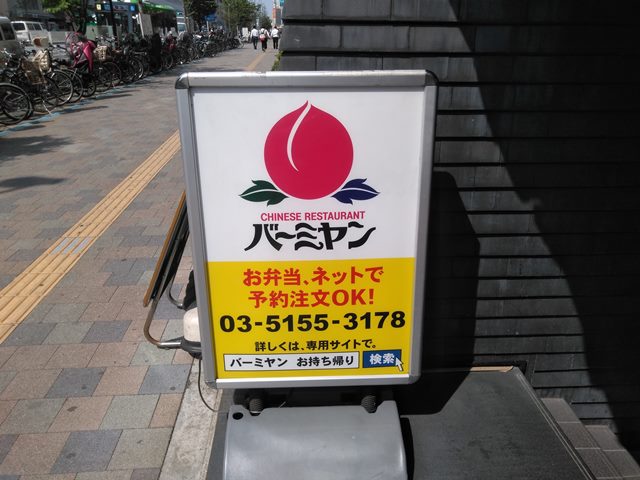 CHINESE RESTAURANT
バーミヤン
お弁当、ネットで
予約注文OK!
03-5155-3178
詳しくは、専用サイトで。
バーミヤン お持ち帰り 検索